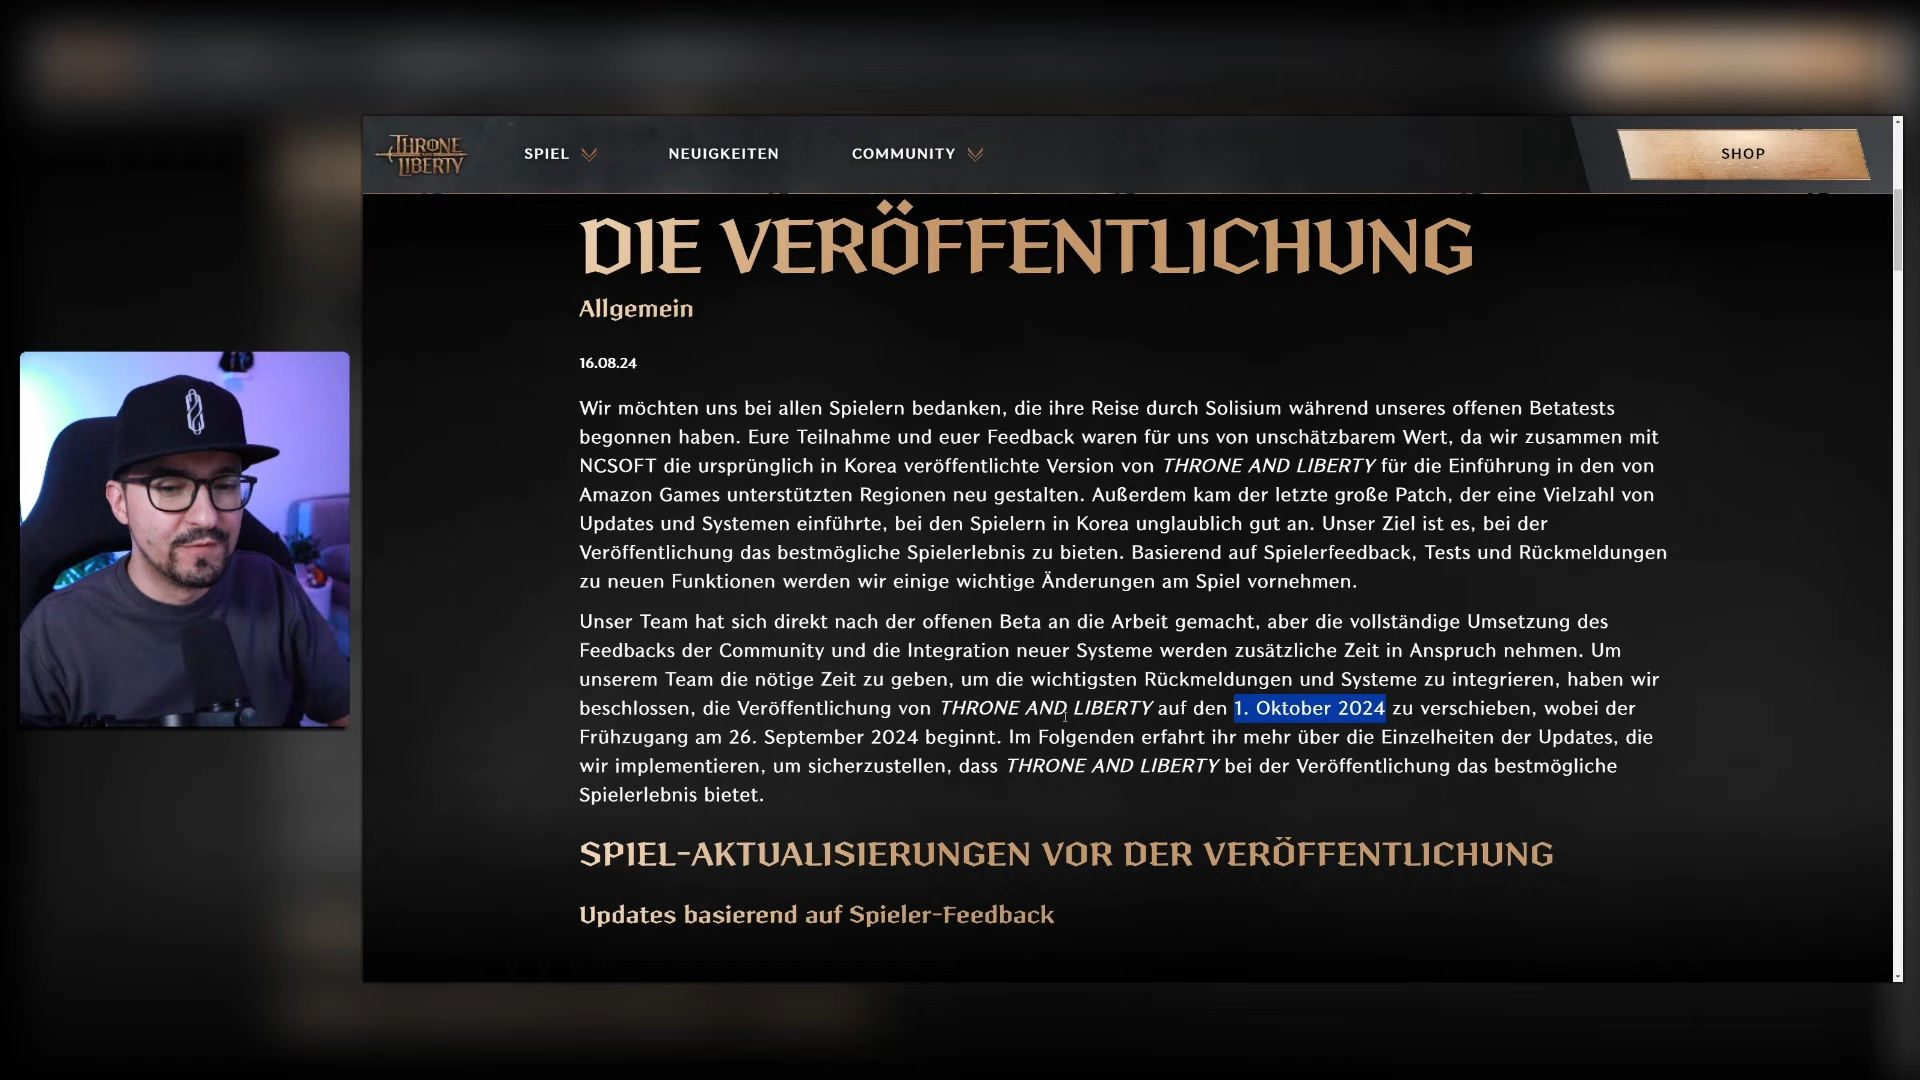 THRONE
AND
LIBERTY
SPIEL
NEUIGKEITEN
COMMUNITY
SHOP
DIE VERÖFFENTLICHUNG
Allgemein
16.08.24
Wir möchten uns bei allen Spielern bedanken, die ihre Reise durch Solisium während unseres offenen Betatests
begonnen haben. Eure Teilnahme und euer Feedback waren für uns von unschätzbarem Wert, da wir zusammen mit
NCSOFT die ursprünglich in Korea veröffentlichte Version von THRONE AND LIBERTY für die Einführung in den von
Amazon Games unterstützten Regionen neu gestalten. Außerdem kam der letzte große Patch, der eine Vielzahl von
Updates und Systemen einführte, bei den Spielern in Korea unglaublich gut an. Unser Ziel ist es, bei der
Veröffentlichung das bestmögliche Spielerlebnis zu bieten. Basierend auf Spielerfeedback, Tests und Rückmeldungen
zu neuen Funktionen werden wir einige wichtige Änderungen am Spiel vornehmen.
Unser Team hat sich direkt nach der offenen Beta an die Arbeit gemacht, aber die vollständige Umsetzung des
Feedbacks der Community und die Integration neuer Systeme werden zusätzliche Zeit in Anspruch nehmen. Um
unserem Team die nötige Zeit zu geben, um die wichtigsten Rückmeldungen und Systeme zu integrieren, haben wir
beschlossen, die Veröffentlichung von THRONE AND LIBERTY auf den 1. Oktober 2024 zu verschieben, wobei der
Frühzugang am 26. September 2024 beginnt. Im Folgenden erfahrt ihr mehr über die Einzelheiten der Updates, die
wir implementieren, um sicherzustellen, dass THRONE AND LIBERTY bei der Veröffentlichung das bestmögliche
Spielerlebnis bietet.
SPIEL-AKTUALISIERUNGEN VOR DER VERÖFFENTLICHUNG
Updates basierend auf Spieler-Feedback